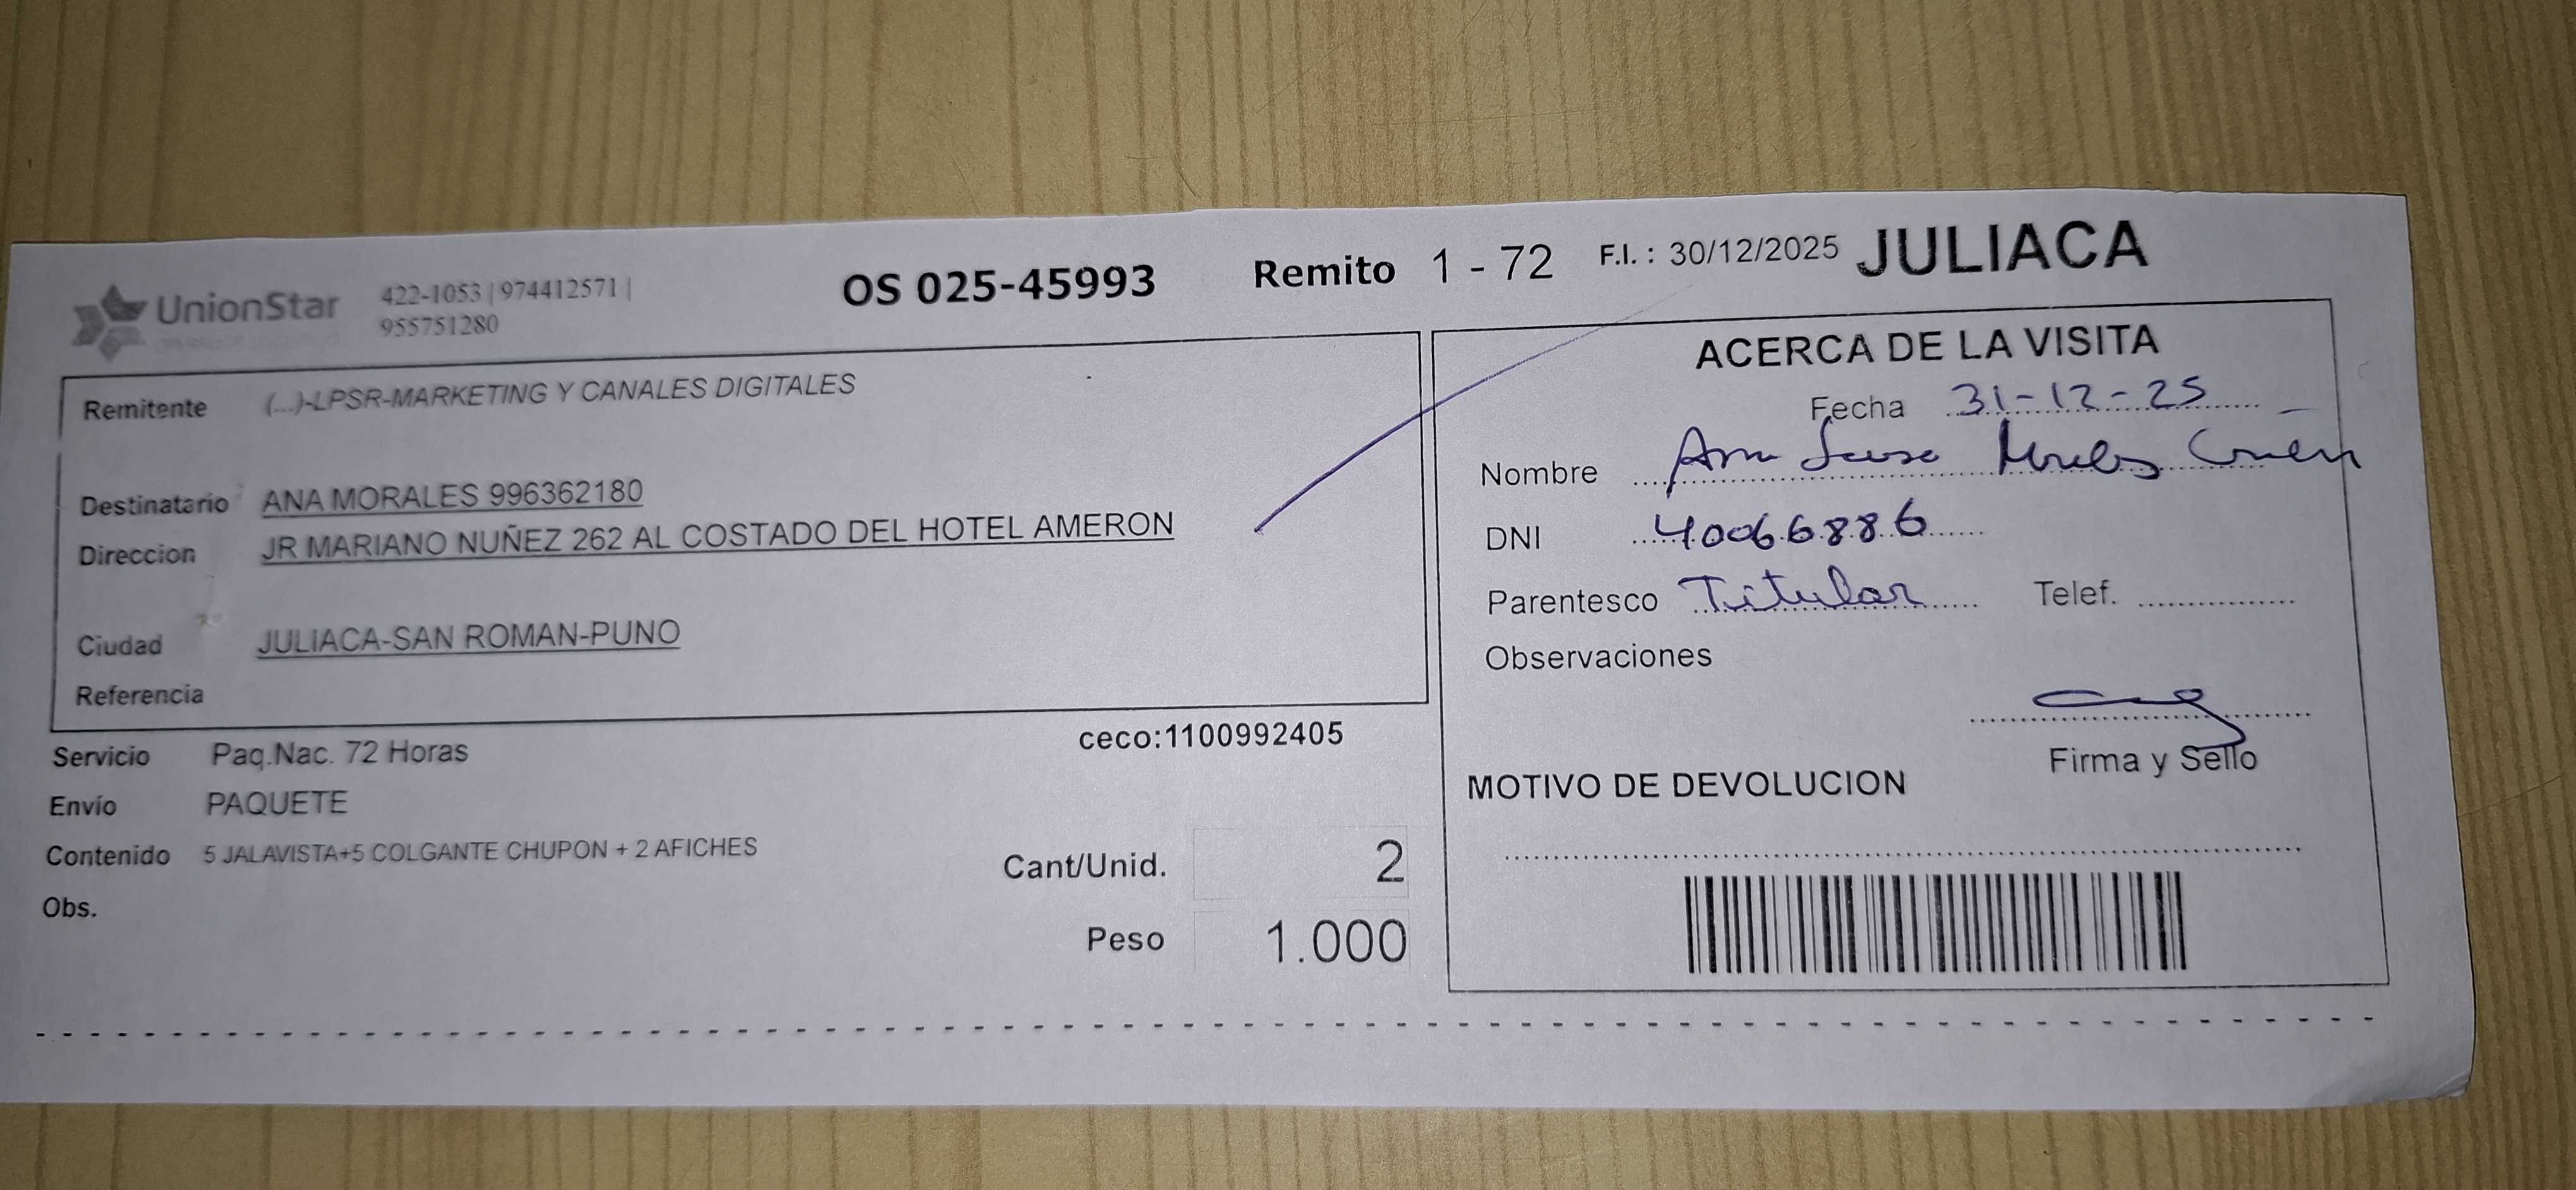 UnionStar
422-1053 | 974412571 |
955751280
OS 025-45993
Remito 1 - 72
F.I. : 30/12/2025
JULIACA
Remitente (...)-LPSR-MARKETING Y CANALES DIGITALES
Destinatario ANA MORALES 996362180
Direccion JR MARIANO NUÑEZ 262 AL COSTADO DEL HOTEL AMERON
Ciudad JULIACA-SAN ROMAN-PUNO
Referencia
ceco:1100992405
Servicio Paq.Nac. 72 Horas
Envío PAQUETE
Contenido 5 JALAVISTA+5 COLGANTE CHUPON + 2 AFICHES
Obs.
Cant/Unid. 2
Peso 1.000
ACERCA DE LA VISITA
Fecha 31-12-25
Nombre Ana Morales
DNI 40066886
Parentesco Titular Telef.
Observaciones
Firma y Sello
MOTIVO DE DEVOLUCION